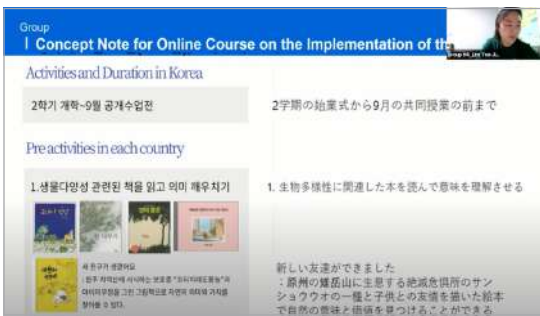 Group
Concept Note for Online Course on the Implementation of th
Activities and Duration in Korea
2학기 개학~9월 공개수업전
2学期の始業式から9月の共同授業の前まで
Pre activities in each country
1.생물다양성 관련된 책을 읽고 의미 깨우치기
1. 生物多様性に関連した本を読んで意味を理解させる
새 친구가 생겼어요
찾아볼 수 있다.
新しい友達ができました
：原州の雉岳山に生息する絶滅危惧所のサン
ショウウオの一種と子供との友情を描いた絵本
で自然の意味と価値を見つけることができる